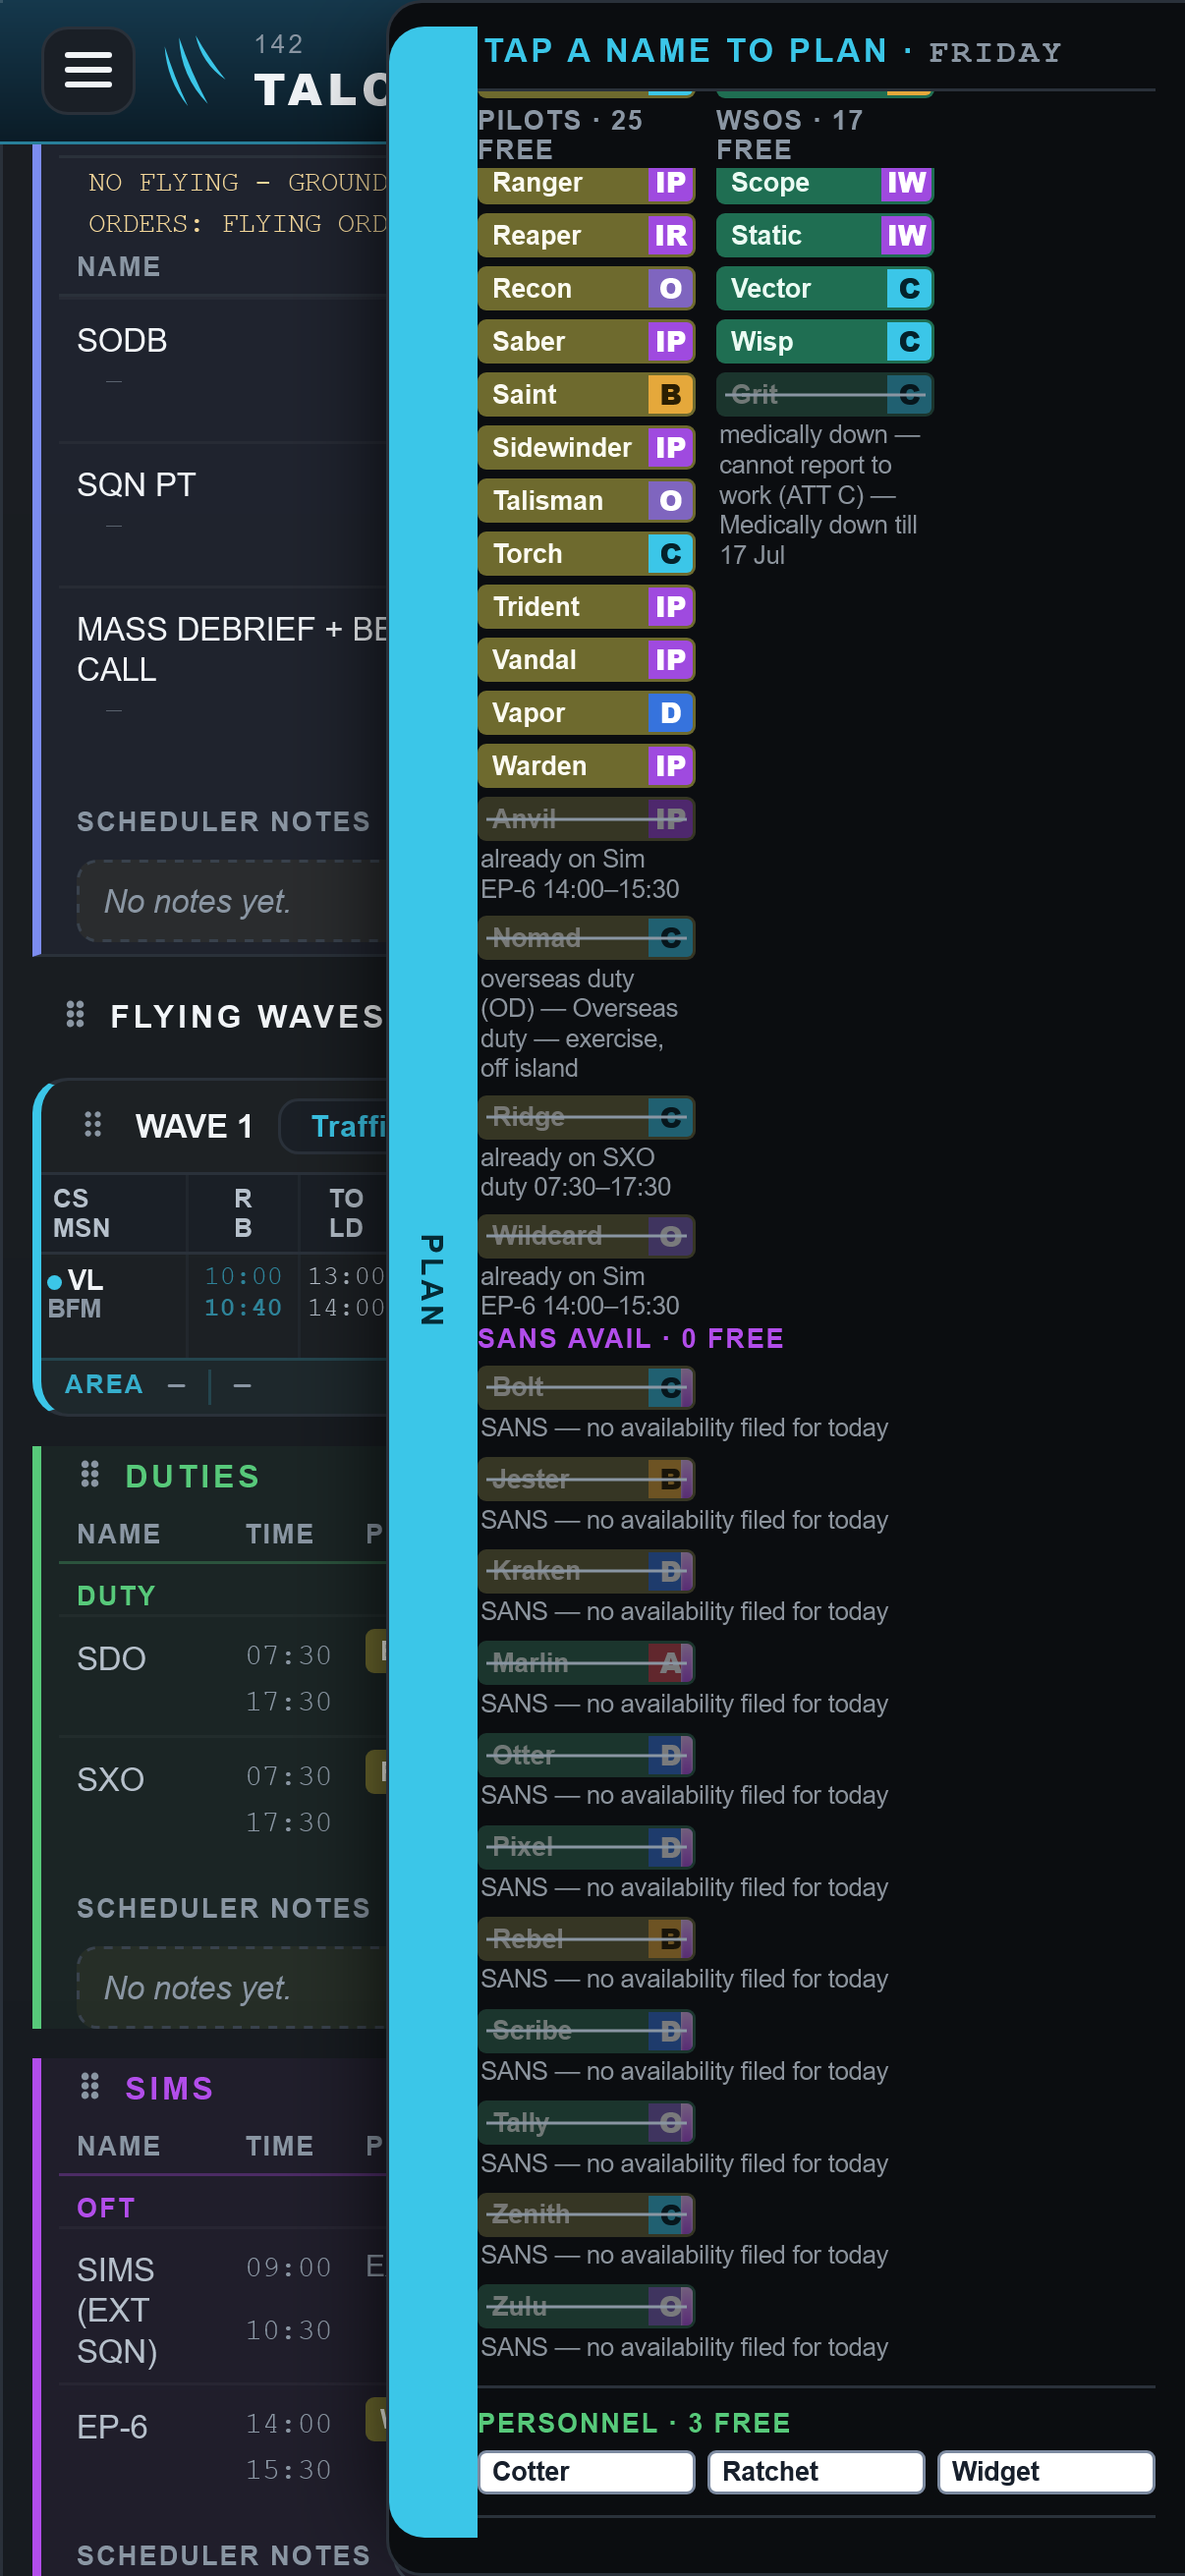 142
TALO
NO FLYING - GROUND
ORDERS: FLYING ORD
NAME
SODB
—
SQN PT
—
MASS DEBRIEF + BE
CALL
—
SCHEDULER NOTES
No notes yet.
FLYING WAVES
WAVE 1
Traffi
CS
MSN
R
B
TO
LD
VL
BFM
10:00
10:40
13:00
14:00
AREA — | —
DUTIES
NAME TIME P
DUTY
SDO
07:30
17:30
SXO
07:30
17:30
SCHEDULER NOTES
No notes yet.
SIMS
NAME TIME P
OFT
SIMS
(EXT
SQN)
09:00 E
10:30
EP-6
14:00
15:30
SCHEDULER NOTES
PLAN
TAP A NAME TO PLAN · FRIDAY
PILOTS · 25
FREE
Ranger IP
Reaper IR
Recon O
Saber IP
Saint B
Sidewinder IP
Talisman O
Torch C
Trident IP
Vandal IP
Vapor D
Warden IP
Anvil IP
already on Sim
EP-6 14:00–15:30
Nomad C
overseas duty
(OD) — Overseas
duty — exercise,
off island
Ridge C
already on SXO
duty 07:30–17:30
Wildcard O
already on Sim
EP-6 14:00–15:30
WSOS · 17
FREE
Scope IW
Static IW
Vector C
Wisp C
Grit C
medically down —
cannot report to
work (ATT C) —
Medically down till
17 Jul
SANS AVAIL · 0 FREE
Bolt C
SANS — no availability filed for today
Jester B
SANS — no availability filed for today
Kraken D
SANS — no availability filed for today
Marlin A
SANS — no availability filed for today
Otter D
SANS — no availability filed for today
Pixel D
SANS — no availability filed for today
Rebel B
SANS — no availability filed for today
Scribe D
SANS — no availability filed for today
Tally O
SANS — no availability filed for today
Zenith C
SANS — no availability filed for today
Zulu O
SANS — no availability filed for today
PERSONNEL · 3 FREE
Cotter
Ratchet
Widget